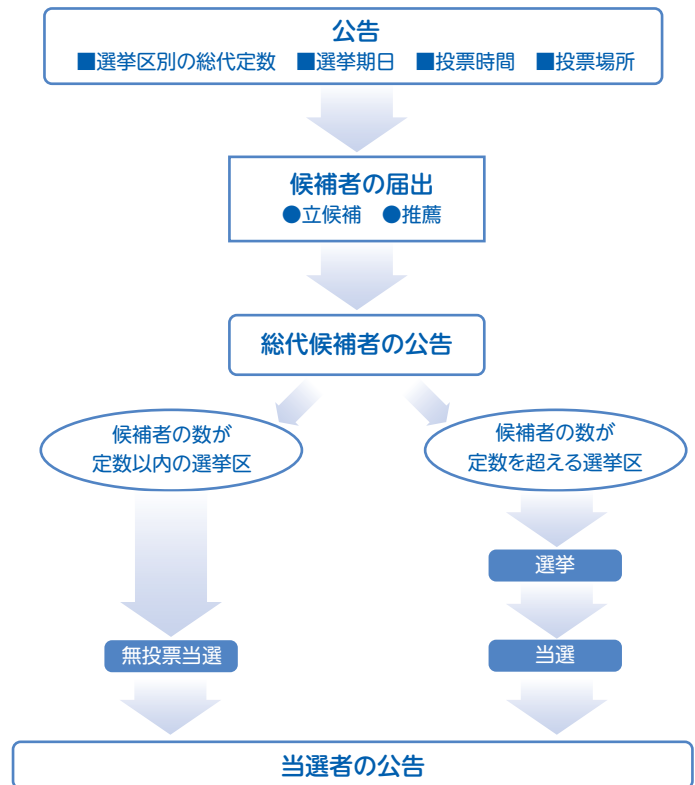 公告
■選挙区別の総代定数 ■選挙期日 ■投票時間 ■投票場所
候補者の届出
●立候補 ●推薦
総代候補者の公告
候補者の数が
定数以内の選挙区
候補者の数が
定数を超える選挙区
選挙
無投票当選
当選
当選者の公告